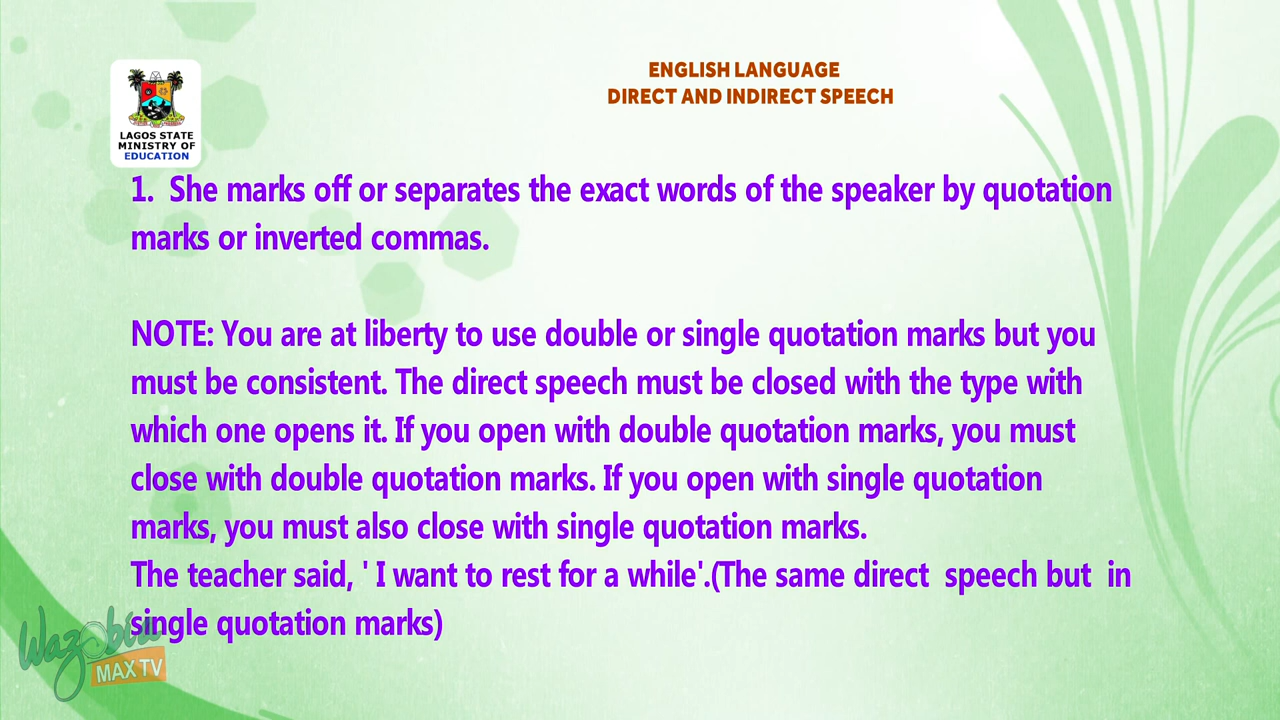 ENGLISH LANGUAGE
DIRECT AND INDIRECT SPEECH
LAGOS STATE
MINISTRY OF
EDUCATION
1.  She marks off or separates the exact words of the speaker by quotation
marks or inverted commas.
NOTE: You are at liberty to use double or single quotation marks but you
must be consistent. The direct speech must be closed with the type with
which one opens it. If you open with double quotation marks, you must
close with double quotation marks. If you open with single quotation
marks, you must also close with single quotation marks.
The teacher said, ' I want to rest for a while'.(The same direct  speech but  in
single quotation marks)
Wazobia
MAX TV